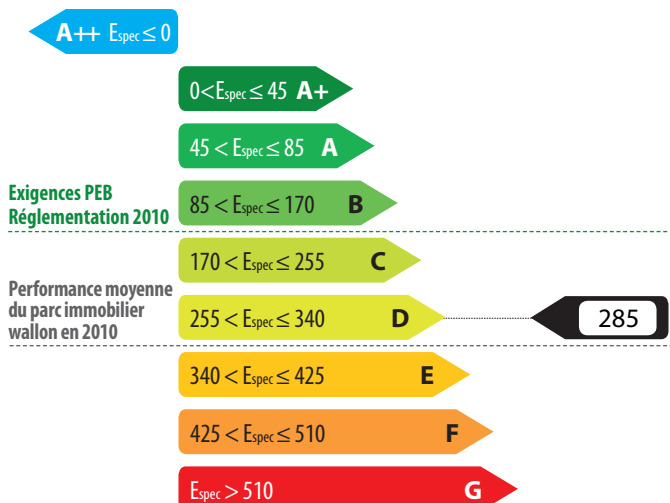 A++ Espec ≤ 0
0<Espec ≤ 45 A+
45 < Espec ≤ 85 A
Exigences PEB
Réglementation 2010
85 < Espec ≤ 170 B
170 < Espec ≤ 255 C
Performance moyenne
du parc immobilier
wallon en 2010
255 < Espec ≤ 340 D
285
340 < Espec ≤ 425 E
425 < Espec ≤ 510 F
Espec > 510 G